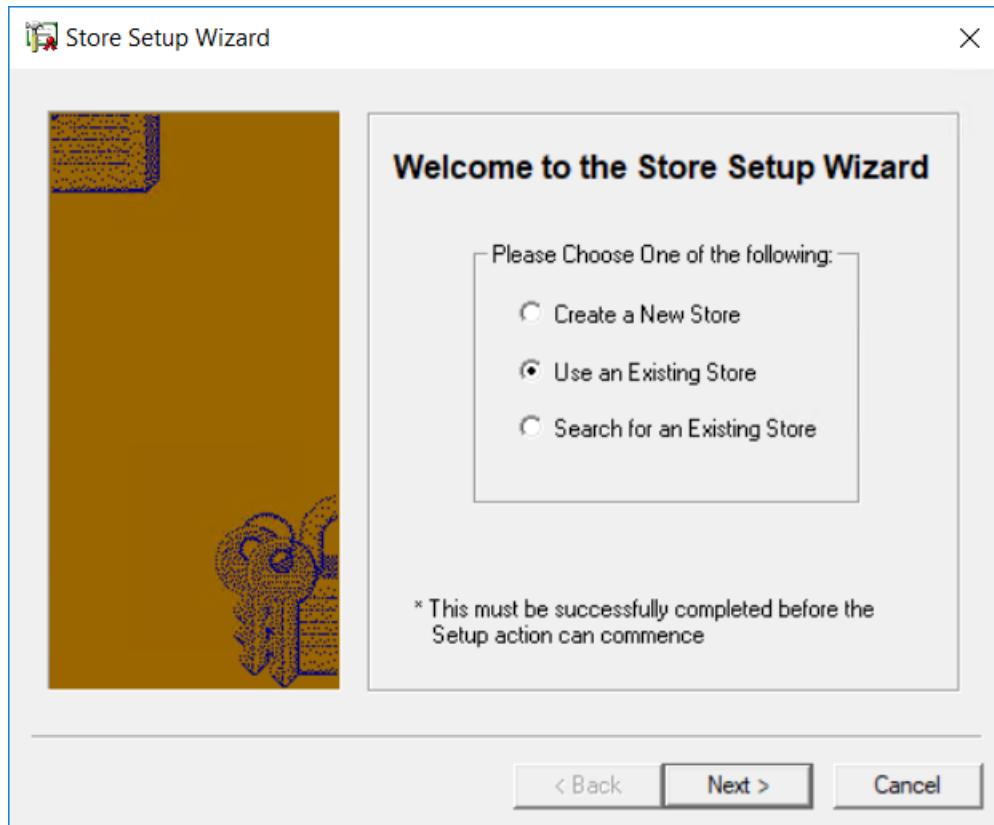 Store Setup Wizard
Welcome to the Store Setup Wizard
Please Choose One of the following:
Create a New Store
Use an Existing Store
Search for an Existing Store
* This must be successfully completed before the
Setup action can commence
< Back
Next >
Cancel